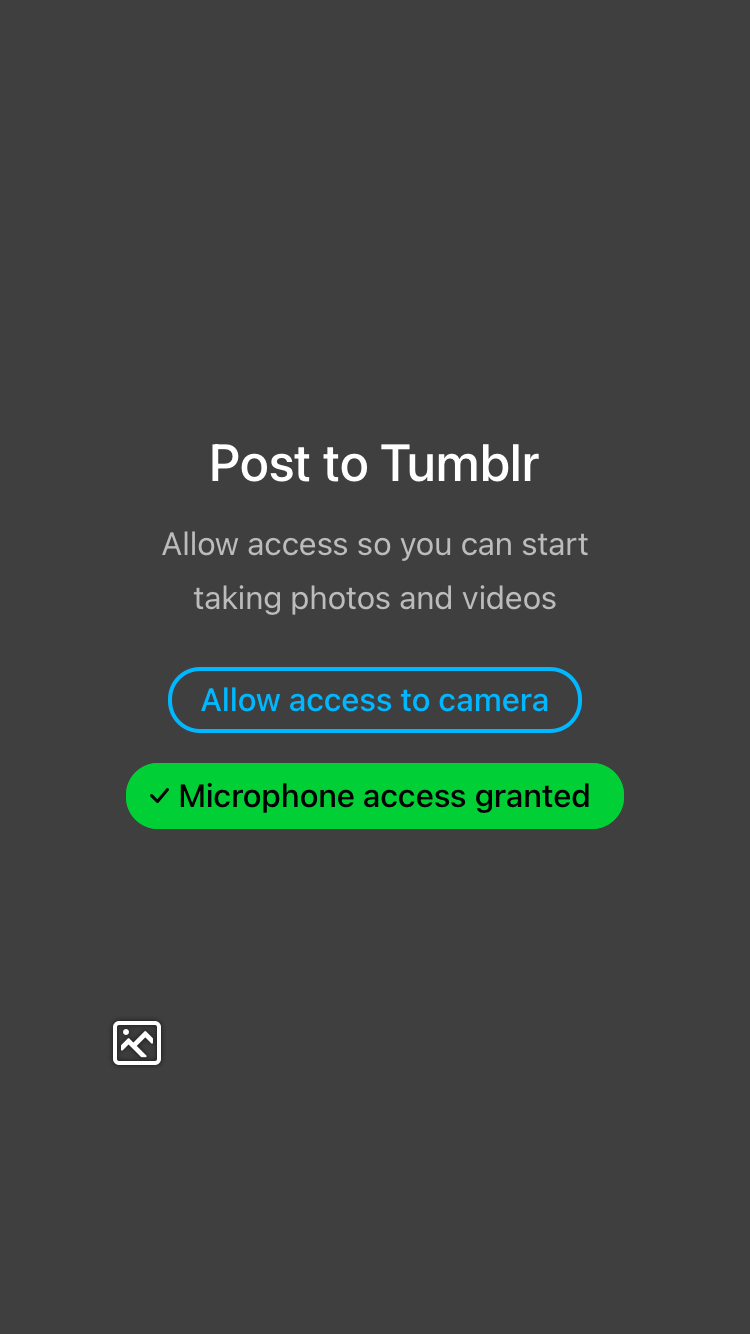 Post to Tumblr
Allow access so you can start
taking photos and videos
Allow access to camera
✓ Microphone access granted